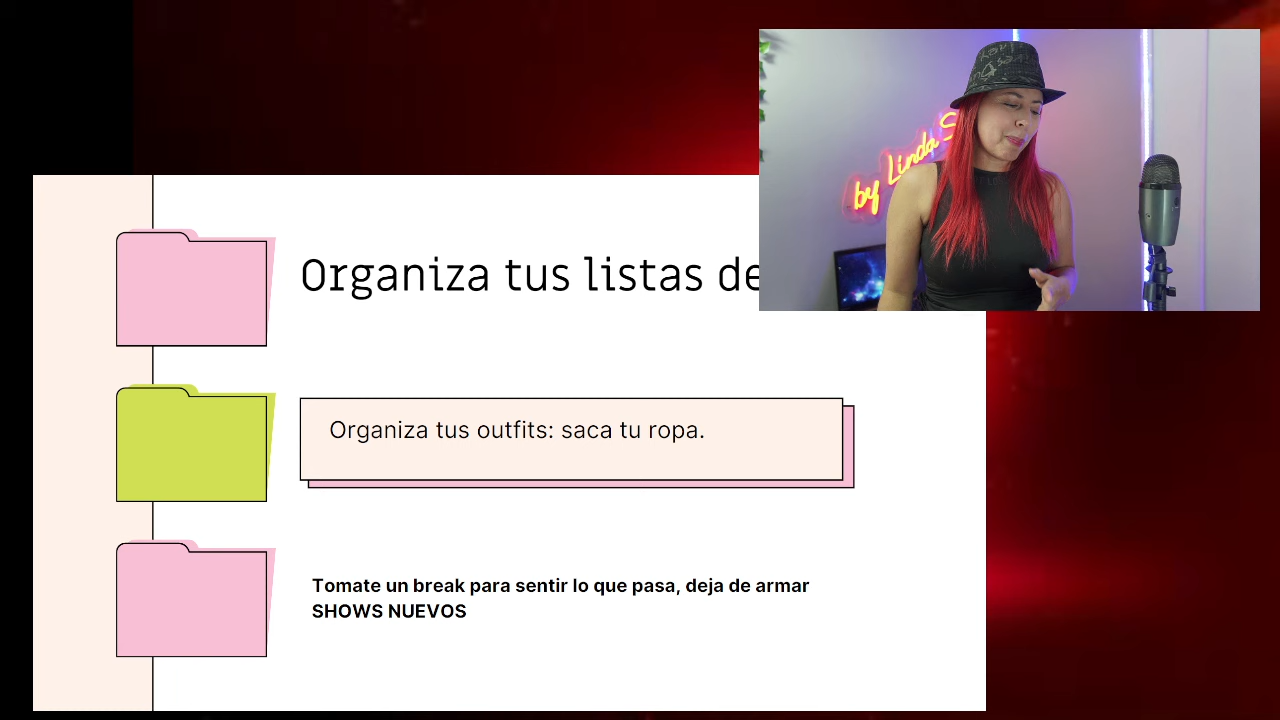 Organiza tus listas de
Organiza tus outfits: saca tu ropa.
Tomate un break para sentir lo que pasa, deja de armar
SHOWS NUEVOS
by Linda S